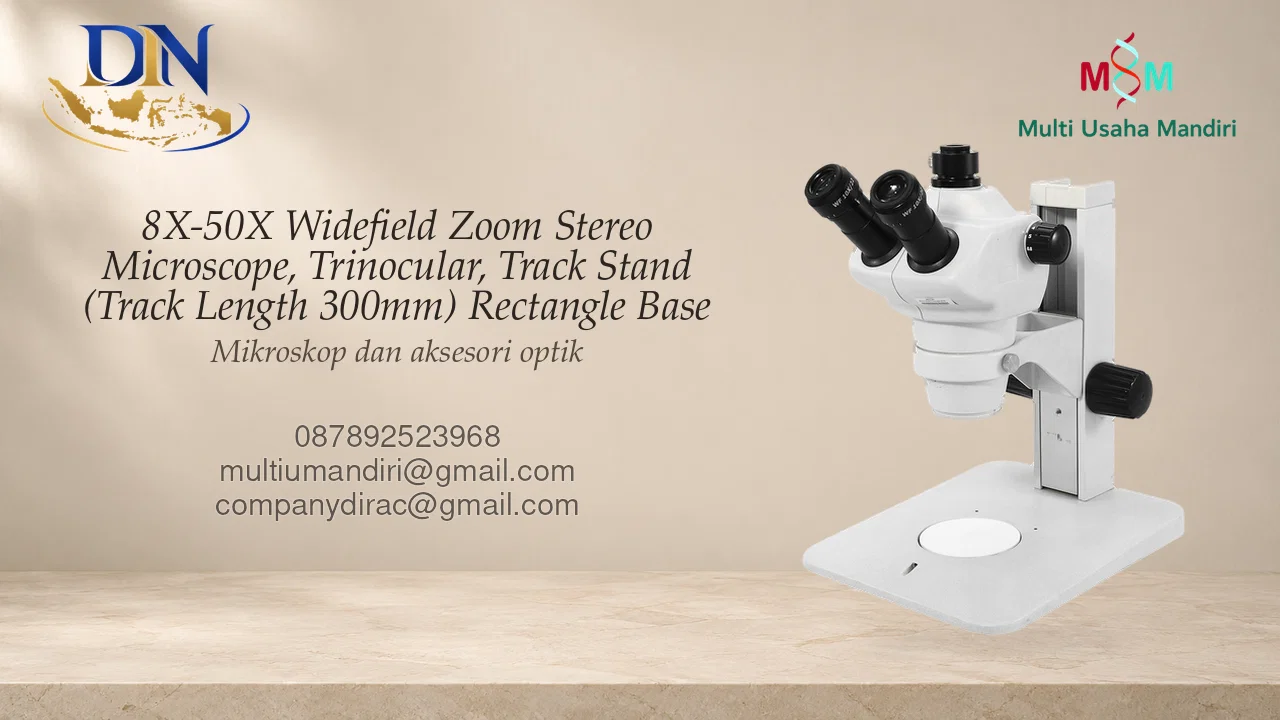 DN
M M
Multi Usaha Mandiri
8X-50X Widefield Zoom Stereo
Microscope, Trinocular, Track Stand
(Track Length 300mm) Rectangle Base
Mikroskop dan aksesori optik
087892523968
multiumandiri@gmail.com
companydirac@gmail.com